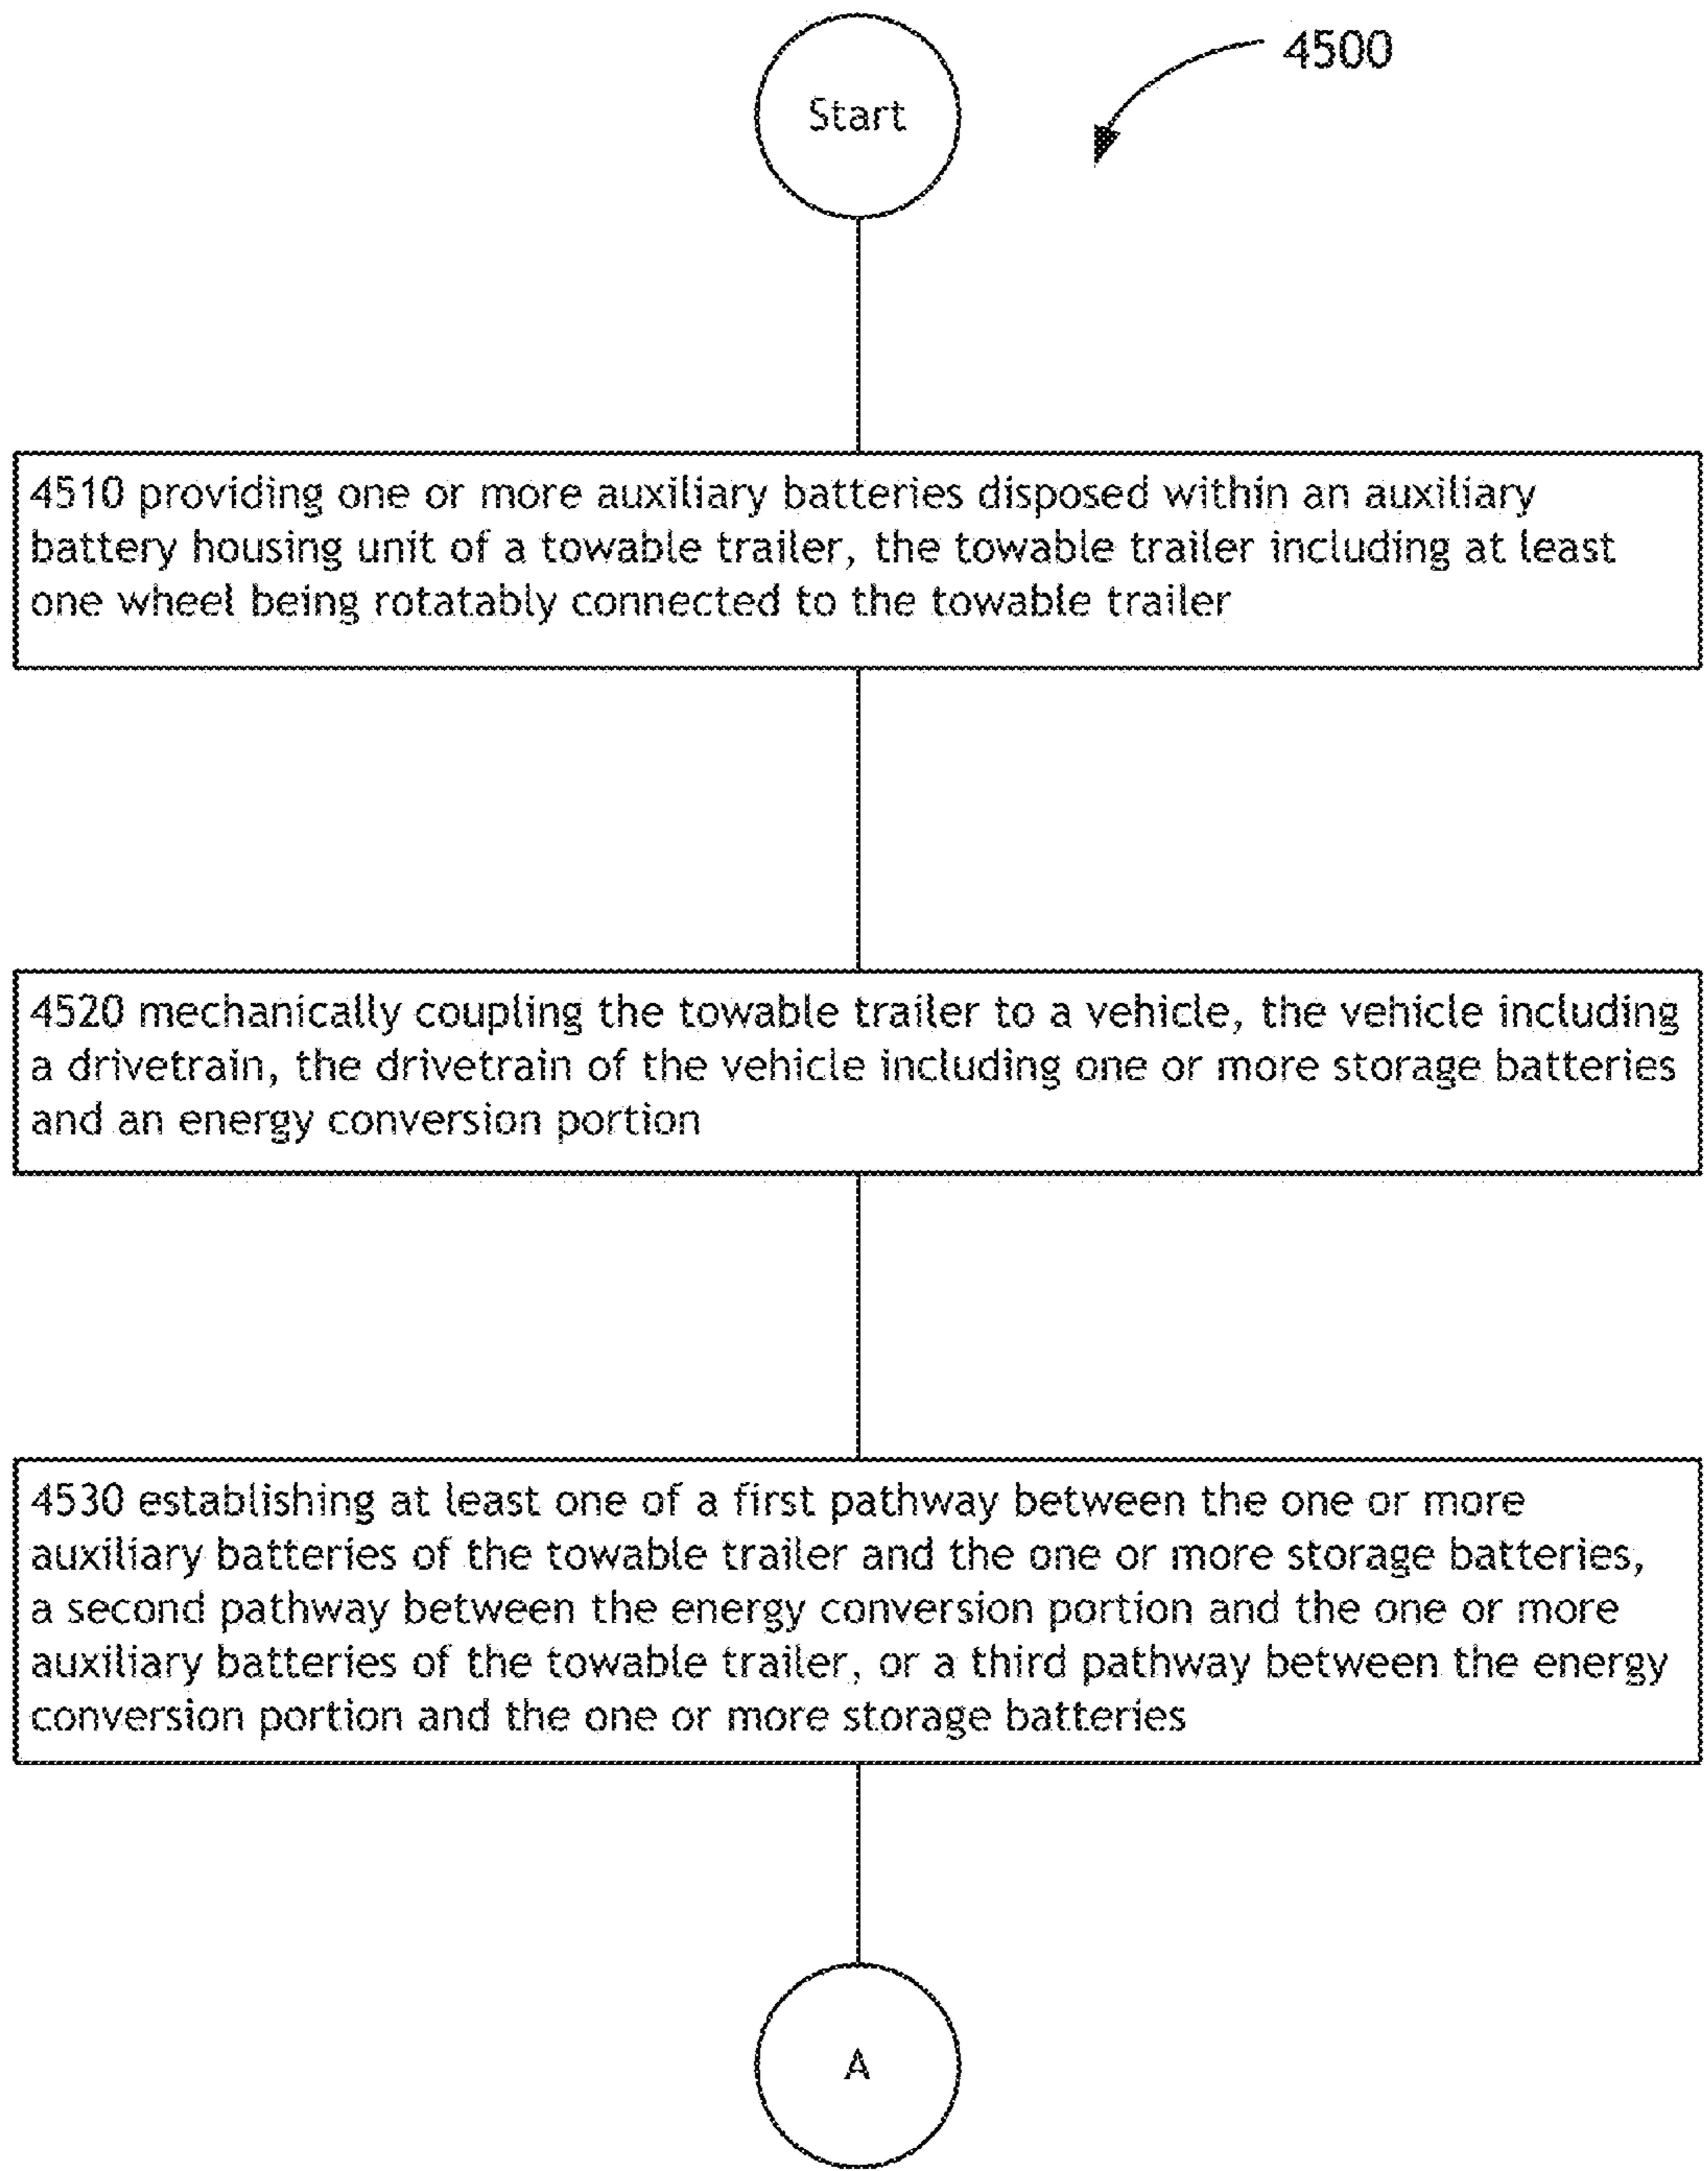 Start
4500
4510 providing one or more auxiliary batteries disposed within an auxiliary
battery housing unit of a towable trailer, the towable trailer including at least
one wheel being rotatably connected to the towable trailer
4520 mechanically coupling the towable trailer to a vehicle, the vehicle including
a drivetrain, the drivetrain of the vehicle including one or more storage batteries
and an energy conversion portion
4530 establishing at least one of a first pathway between the one or more
auxiliary batteries of the towable trailer and the one or more storage batteries,
a second pathway between the energy conversion portion and the one or more
auxiliary batteries of the towable trailer, or a third pathway between the energy
conversion portion and the one or more storage batteries
A